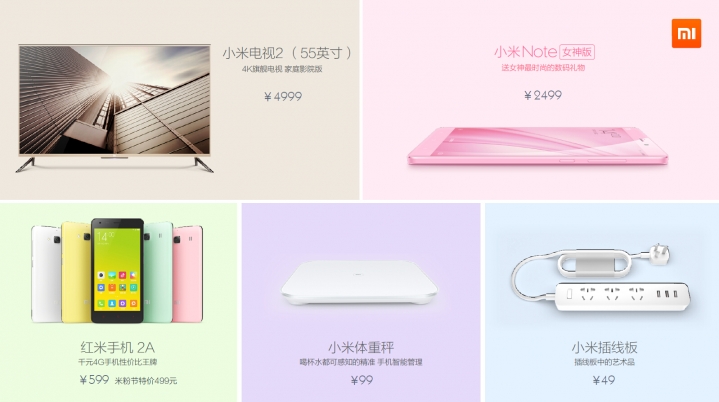 小米电视2（55英寸）
4K旗舰电视 家庭影院版
￥4999
小米Note 女神版
送女神最时尚的数码礼物
￥2499
mi
红米手机 2A
千元4G手机性价比王牌
￥599 米粉节特价499元
小米体重秤
喝杯水都可感知的精准 手机智能管理
￥99
小米插线板
插线板中的艺术品
￥49